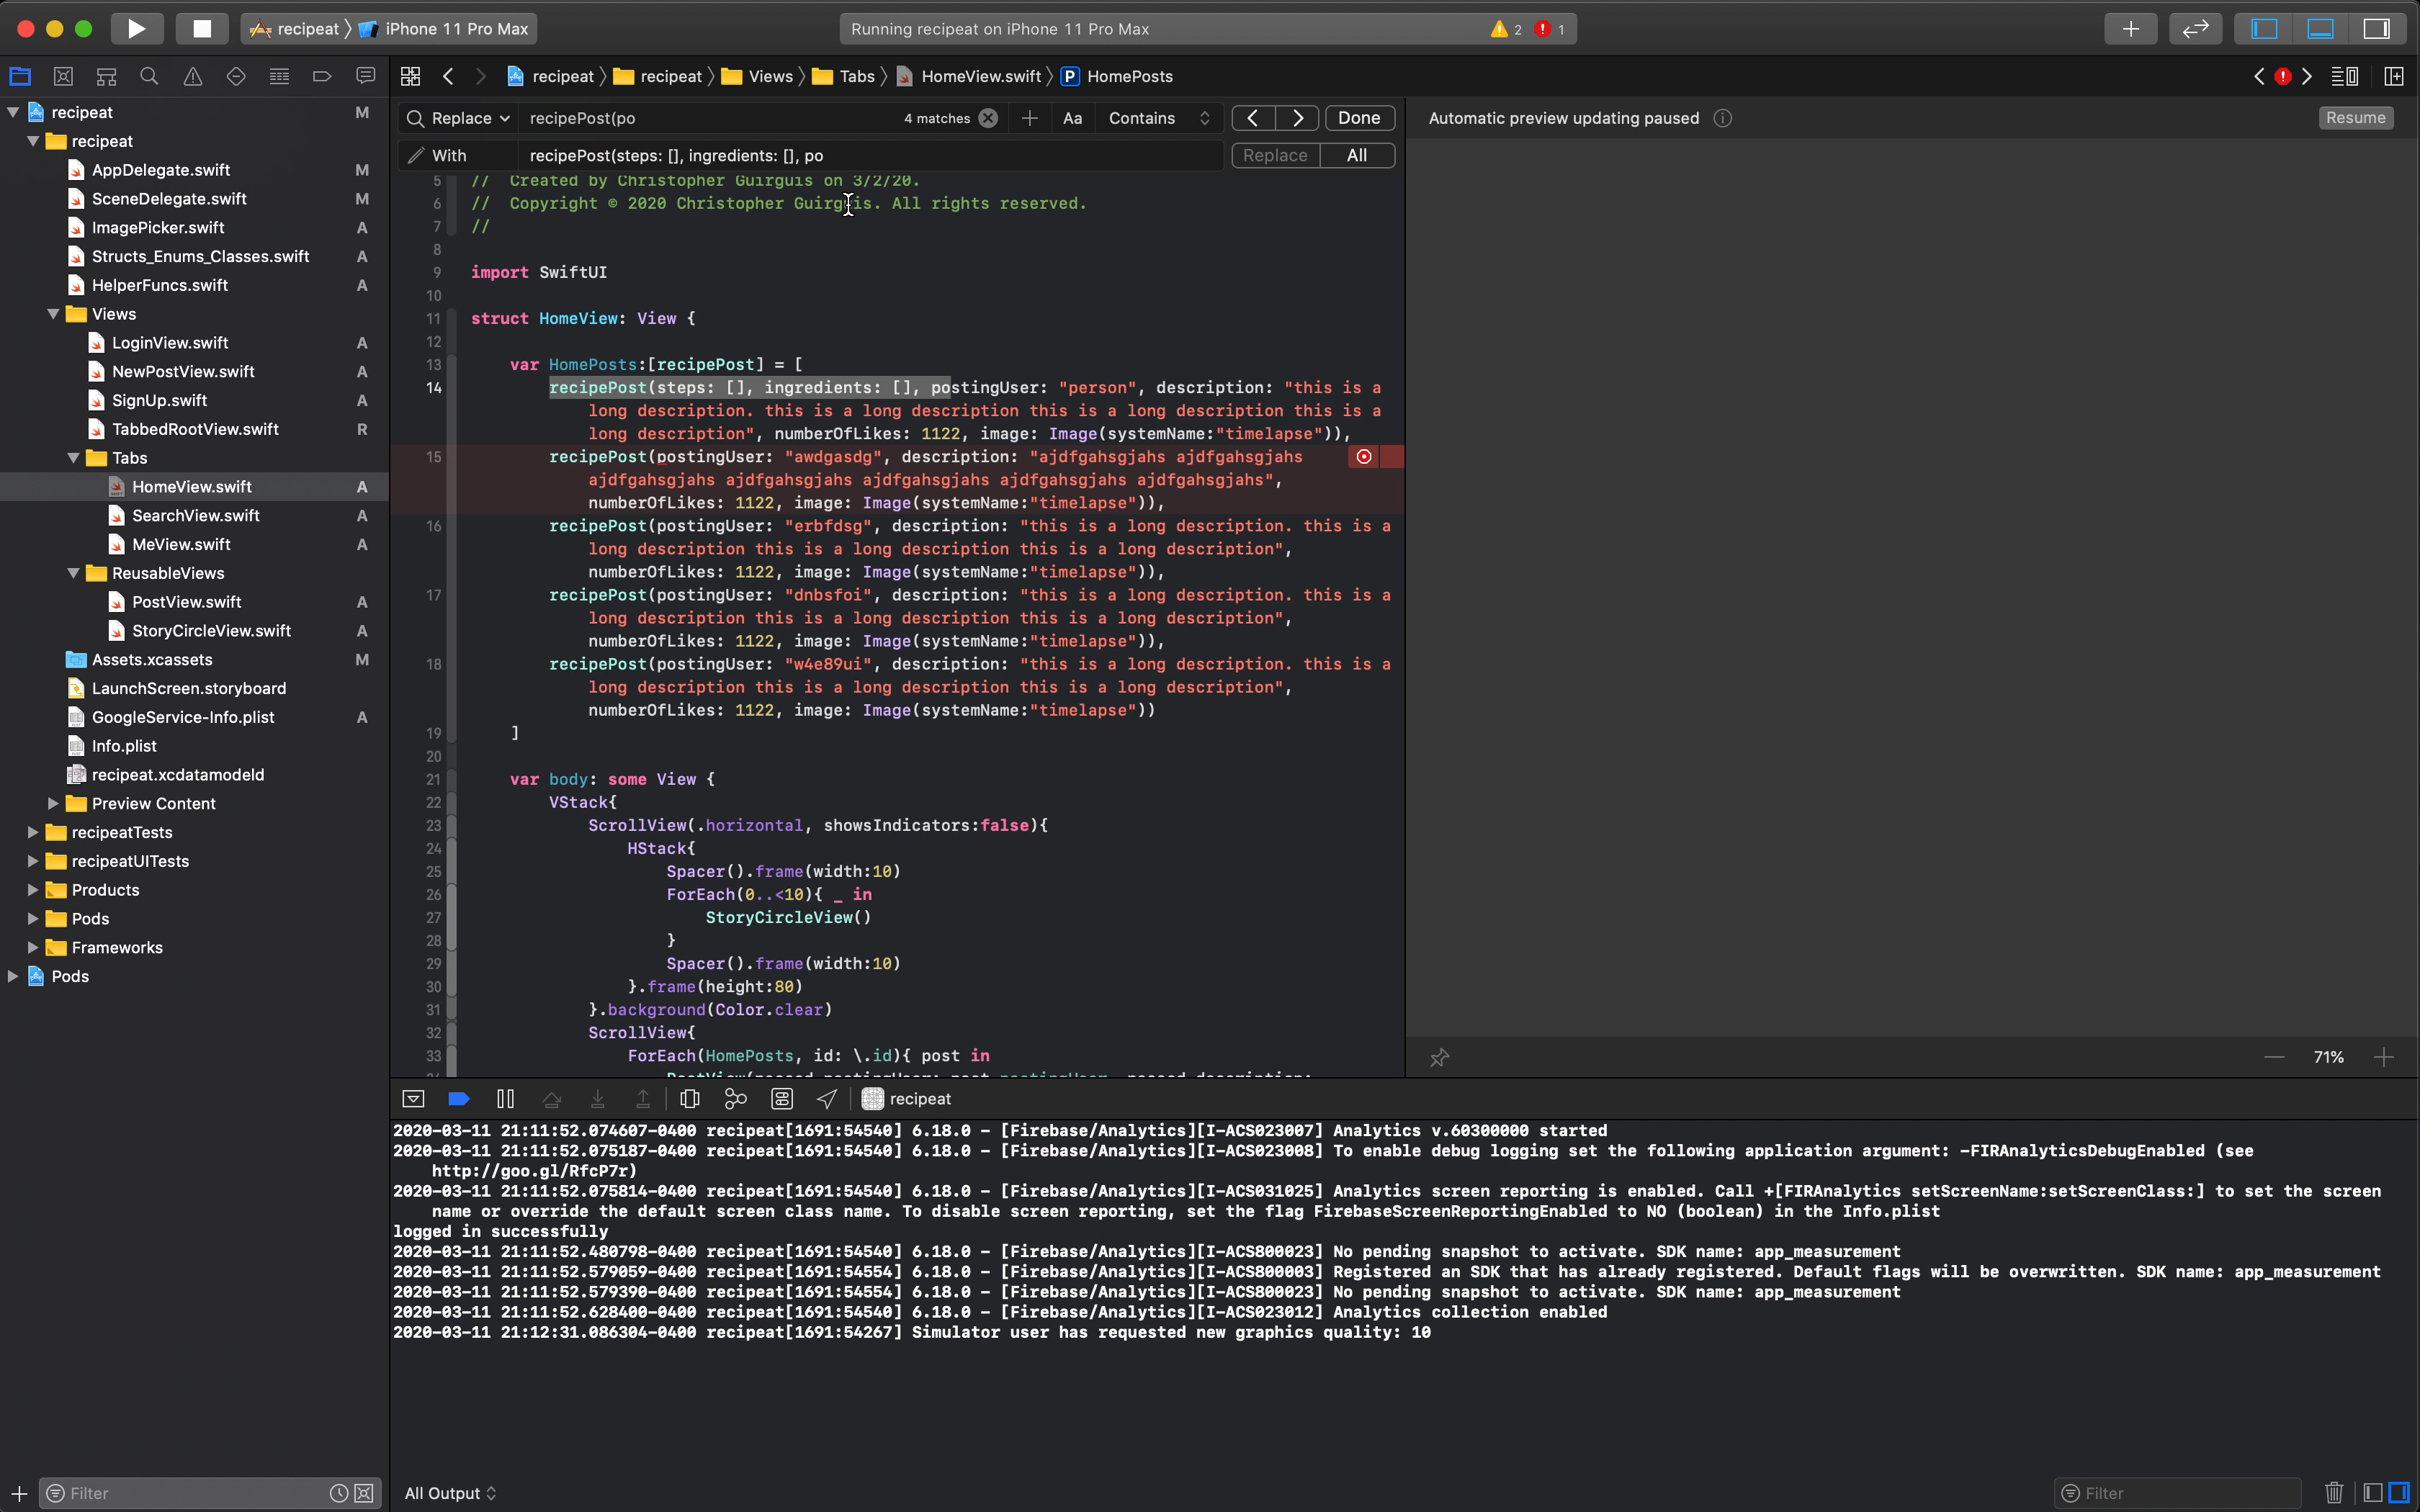 recipeat
iPhone 11 Pro Max
Running recipeat on iPhone 11 Pro Max
2
1
recipeat
recipeat
Views
Tabs
HomeView.swift
P
HomePosts
recipeat M
recipeat
AppDelegate.swift M
SceneDelegate.swift M
ImagePicker.swift A
Structs_Enums_Classes.swift A
HelperFuncs.swift A
Views
LoginView.swift A
NewPostView.swift A
SignUp.swift A
TabbedRootView.swift R
Tabs
HomeView.swift A
SearchView.swift A
MeView.swift A
ReusableViews
PostView.swift A
StoryCircleView.swift A
Assets.xcassets M
LaunchScreen.storyboard
GoogleService-Info.plist A
Info.plist
recipeat.xcdatamodeld
Preview Content
recipeatTests
recipeatUITests
Products
Pods
Frameworks
Pods
Filter
Replace recipePost(po 4 matches Aa Contains Done
With recipePost(steps: [], ingredients: [], po Replace All
Automatic preview updating paused
Resume
5 // Created by Christopher Guirguis on 3/2/20.
6 // Copyright © 2020 Christopher Guirguis. All rights reserved.
7 //
8
9 import SwiftUI
10
11 struct HomeView: View {
12
13 var HomePosts:[recipePost] = [
14 recipePost(steps: [], ingredients: [], postingUser: "person", description: "this is a
long description. this is a long description this is a long description this is a
long description", numberOfLikes: 1122, image: Image(systemName:"timelapse")),
15 recipePost(postingUser: "awdgasdg", description: "ajdfgahsgjahs ajdfgahsgjahs
ajdfgahsgjahs ajdfgahsgjahs ajdfgahsgjahs ajdfgahsgjahs ajdfgahsgjahs",
numberOfLikes: 1122, image: Image(systemName:"timelapse")),
16 recipePost(postingUser: "erbfdsg", description: "this is a long description. this is a
long description this is a long description this is a long description",
numberOfLikes: 1122, image: Image(systemName:"timelapse")),
17 recipePost(postingUser: "dnbsfoi", description: "this is a long description. this is a
long description this is a long description this is a long description",
numberOfLikes: 1122, image: Image(systemName:"timelapse")),
18 recipePost(postingUser: "w4e89ui", description: "this is a long description. this is a
long description this is a long description this is a long description",
numberOfLikes: 1122, image: Image(systemName:"timelapse"))
19 ]
20
21 var body: some View {
22 VStack{
23 ScrollView(.horizontal, showsIndicators:false){
24 HStack{
25 Spacer().frame(width:10)
26 ForEach(0..<10){ _ in
27 StoryCircleView()
28 }
29 Spacer().frame(width:10)
30 }.frame(height:80)
31 }.background(Color.clear)
32 ScrollView{
33 ForEach(HomePosts, id: \.id){ post in
71%
recipeat
2020-03-11 21:11:52.074607-0400 recipeat[1691:54540] 6.18.0 - [Firebase/Analytics][I-ACS023007] Analytics v.60300000 started
2020-03-11 21:11:52.075187-0400 recipeat[1691:54540] 6.18.0 - [Firebase/Analytics][I-ACS023008] To enable debug logging set the following application argument: -FIRAnalyticsDebugEnabled (see
http://goo.gl/RfcP7r)
2020-03-11 21:11:52.075814-0400 recipeat[1691:54540] 6.18.0 - [Firebase/Analytics][I-ACS031025] Analytics screen reporting is enabled. Call +[FIRAnalytics setScreenName:setScreenClass:] to set the screen
name or override the default screen class name. To disable screen reporting, set the flag FirebaseScreenReportingEnabled to NO (boolean) in the Info.plist
logged in successfully
2020-03-11 21:11:52.480798-0400 recipeat[1691:54540] 6.18.0 - [Firebase/Analytics][I-ACS800023] No pending snapshot to activate. SDK name: app_measurement
2020-03-11 21:11:52.579059-0400 recipeat[1691:54554] 6.18.0 - [Firebase/Analytics][I-ACS800003] Registered an SDK that has already registered. Default flags will be overwritten. SDK name: app_measurement
2020-03-11 21:11:52.579390-0400 recipeat[1691:54554] 6.18.0 - [Firebase/Analytics][I-ACS800023] No pending snapshot to activate. SDK name: app_measurement
2020-03-11 21:11:52.628400-0400 recipeat[1691:54540] 6.18.0 - [Firebase/Analytics][I-ACS023012] Analytics collection enabled
2020-03-11 21:12:31.086304-0400 recipeat[1691:54267] Simulator user has requested new graphics quality: 10
All Output
Filter